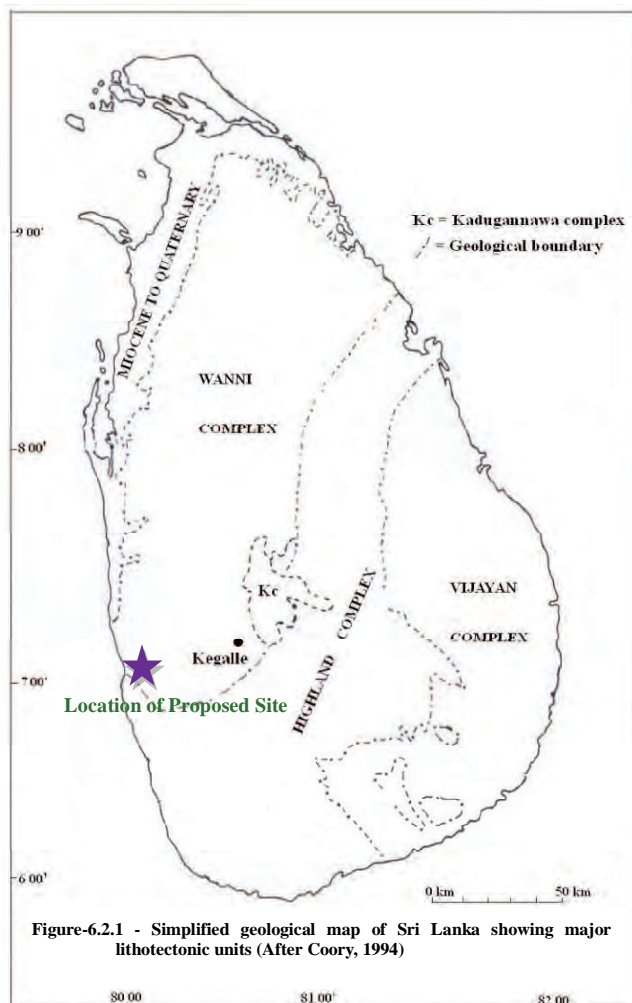 9 00'
Kc = Kadugannawa complex
= Geological boundary
MIOCENE TO QUATERNARY
WANNI
COMPLEX
8 00'
Kc
VIJAYAN
COMPLEX
HIGHLAND COMPLEX
Kegalle
7 00'
Location of Proposed Site
6 00'
0 km 50 km
Figure-6.2.1 - Simplified geological map of Sri Lanka showing major
lithotectonic units (After Coory, 1994)
80 00 81 00' 82 00'